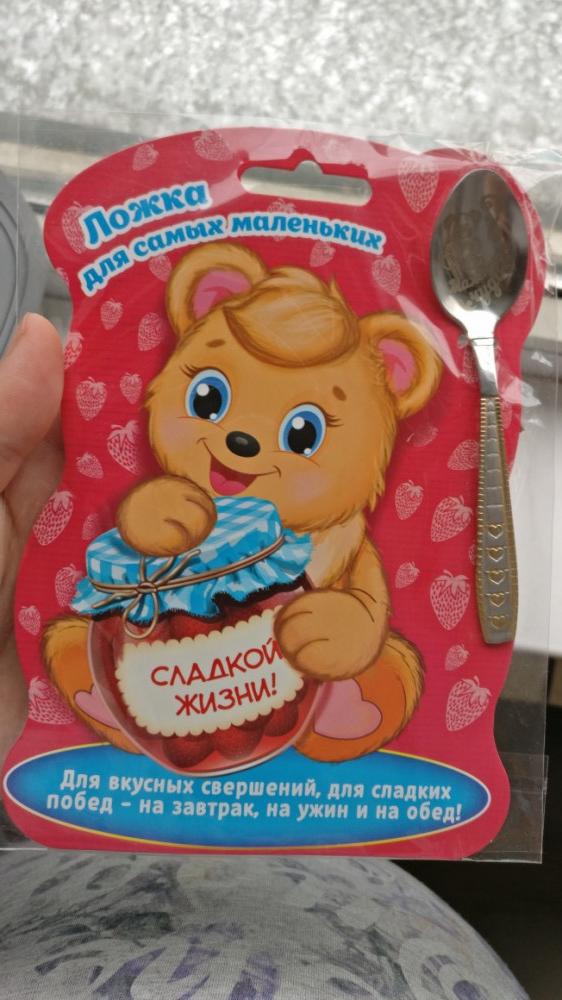 Ложка
для самых маленьких
СЛАДКОЙ
ЖИЗНИ!
Для вкусных свершений, для сладких
побед – на завтрак, на ужин и на обед!